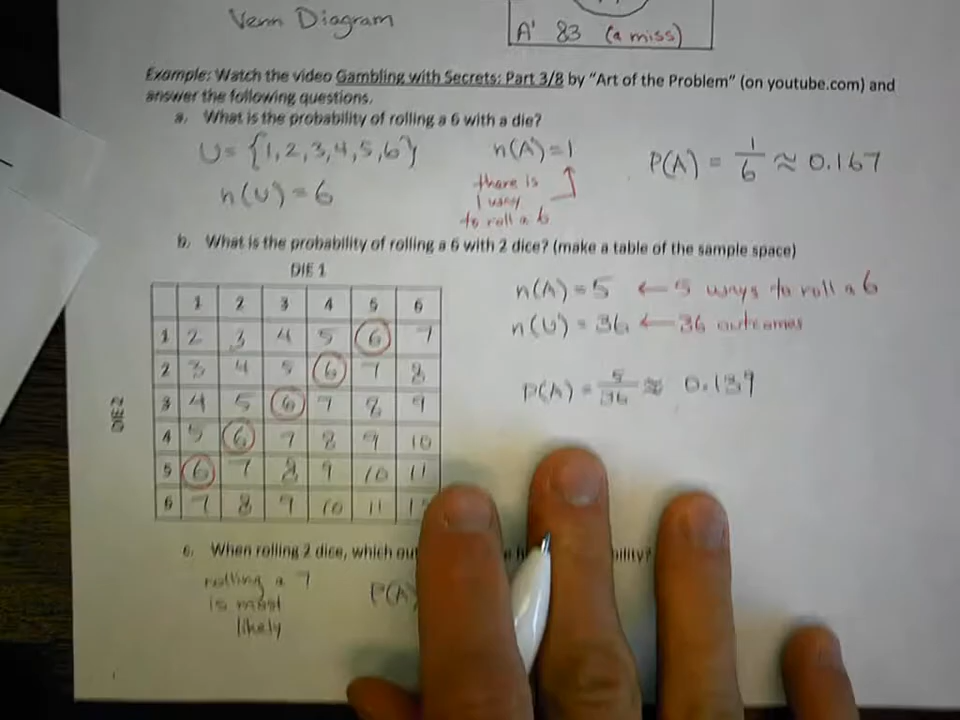 Venn Diagram
A' 83 (a miss)
Example: Watch the video Gambling with Secrets: Part 3/8 by "Art of the Problem" (on youtube.com) and
answer the following questions.
a. What is the probability of rolling a 6 with a die?
U = {1,2,3,4,5,6}
n(A)=1
P(A) = 1/6 ≈ 0.167
n(U) = 6
there is
1 way
to roll a 6
b. What is the probability of rolling a 6 with 2 dice? (make a table of the sample space)
DIE 1
n(A) = 5 ← 5 ways to roll a 6
n(U) = 36 ← 36 outcomes
P(A) = 5/36 ≈ 0.139
DIE 2
1 2 3 4 5 6
1 2 3 4 5 6 7
2 3 4 5 6 7 8
3 4 5 6 7 8 9
4 5 6 7 8 9 10
5 6 7 8 9 10 11
6 7 8 9 10 11
c. When rolling 2 dice, which
rolling a 7
is most
likely
P(A)